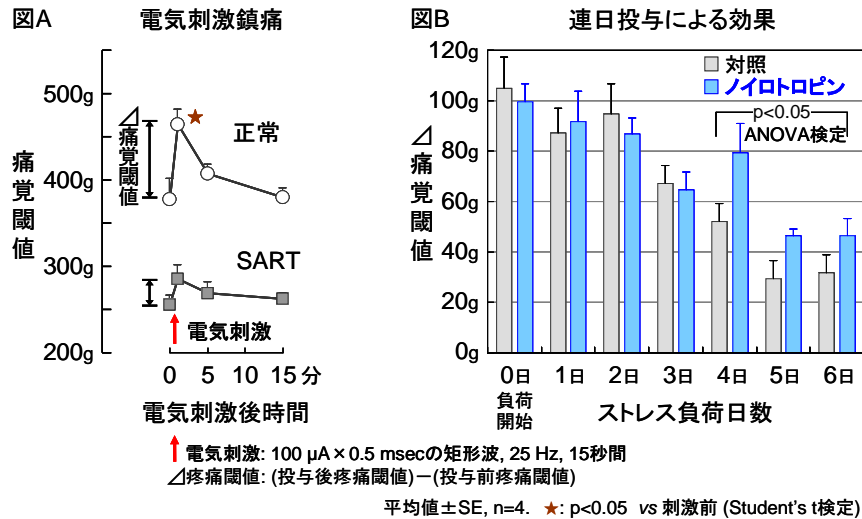 図A 電気刺激鎮痛
500g
400g
300g
200g
痛覚閾値
⊿痛覚閾値
正常
SART
電気刺激
0 5 15 分
電気刺激後時間
図B 連日投与による効果
120g
100g
80g
60g
40g
20g
0g
⊿痛覚閾値
対照
ノイロトロピン
p<0.05
ANOVA検定
0日 1日 2日 3日 4日 5日 6日
負荷
開始
ストレス負荷日数
電気刺激: 100 μA×0.5 msecの矩形波, 25 Hz, 15秒間
⊿疼痛閾値: (投与後疼痛閾値)−(投与前疼痛閾値)
平均値±SE, n=4. ★: p<0.05 vs 刺激前 (Student's t検定)